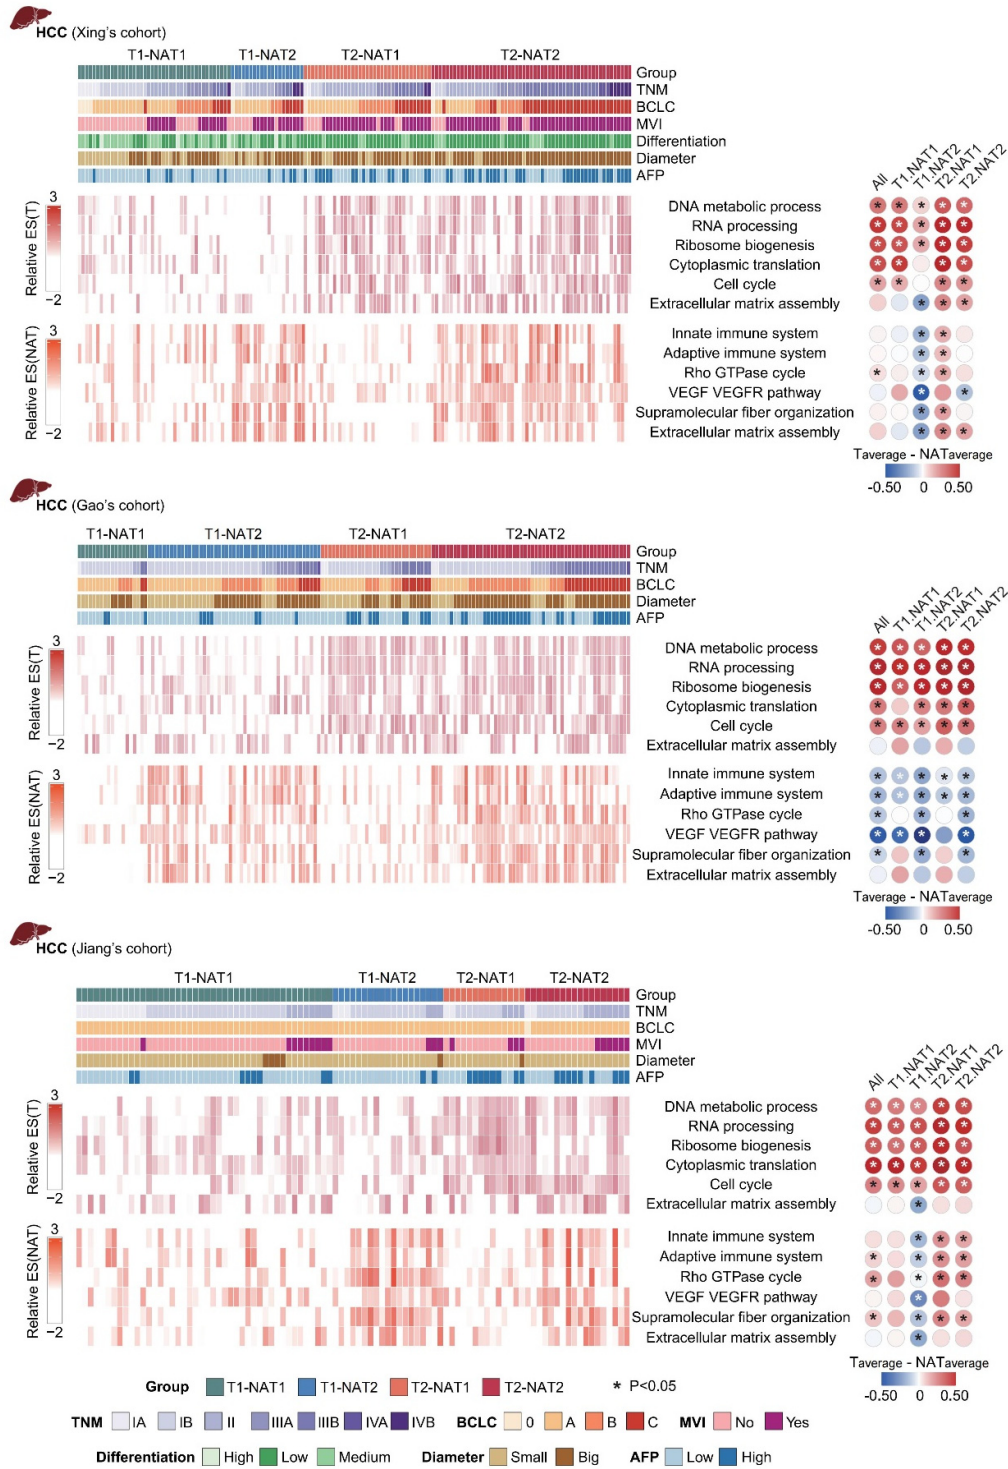 HCC (Xing's cohort)
T1-NAT1 T1-NAT2 T2-NAT1 T2-NAT2
Group
TNM
BCLC
MVI
Differentiation
Diameter
AFP
All T1.NAT1 T1.NAT2 T2.NAT1 T2.NAT2
3
Relative ES(T)
−2
DNA metabolic process
RNA processing
Ribosome biogenesis
Cytoplasmic translation
Cell cycle
Extracellular matrix assembly
3
Relative ES(NAT)
−2
Innate immune system
Adaptive immune system
Rho GTPase cycle
VEGF VEGFR pathway
Supramolecular fiber organization
Extracellular matrix assembly
Taverage - NATaverage
-0.50 0 0.50
HCC (Gao's cohort)
T1-NAT1 T1-NAT2 T2-NAT1 T2-NAT2
Group
TNM
BCLC
Diameter
AFP
All T1.NAT1 T1.NAT2 T2.NAT1 T2.NAT2
3
Relative ES(T)
−2
DNA metabolic process
RNA processing
Ribosome biogenesis
Cytoplasmic translation
Cell cycle
Extracellular matrix assembly
3
Relative ES(NAT)
−2
Innate immune system
Adaptive immune system
Rho GTPase cycle
VEGF VEGFR pathway
Supramolecular fiber organization
Extracellular matrix assembly
Taverage - NATaverage
-0.50 0 0.50
HCC (Jiang's cohort)
T1-NAT1 T1-NAT2 T2-NAT1 T2-NAT2
Group
TNM
BCLC
MVI
Diameter
AFP
All T1.NAT1 T1.NAT2 T2.NAT1 T2.NAT2
3
Relative ES(T)
−2
DNA metabolic process
RNA processing
Ribosome biogenesis
Cytoplasmic translation
Cell cycle
Extracellular matrix assembly
3
Relative ES(NAT)
−2
Innate immune system
Adaptive immune system
Rho GTPase cycle
VEGF VEGFR pathway
Supramolecular fiber organization
Extracellular matrix assembly
Taverage - NATaverage
-0.50 0 0.50
Group T1-NAT1 T1-NAT2 T2-NAT1 T2-NAT2 * P<0.05
TNM IA IB II IIIA IIIB IVA IVB BCLC 0 A B C MVI No Yes
Differentiation High Low Medium Diameter Small Big AFP Low High